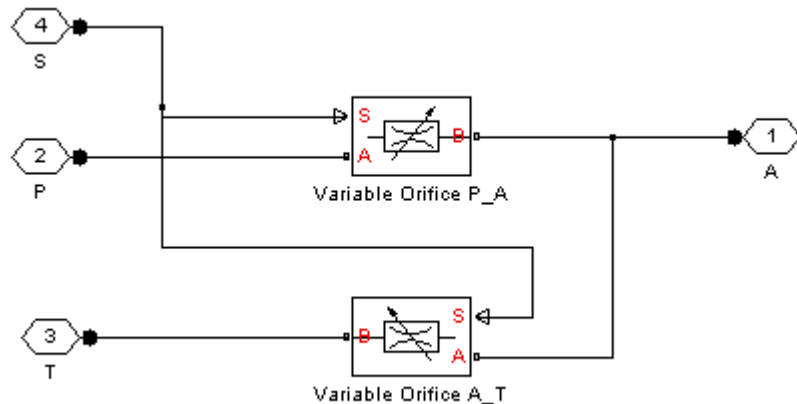 4
S
S
2
A
B
1
P
Variable Orifice P_A
A
3
B
S
A
T
Variable Orifice A_T